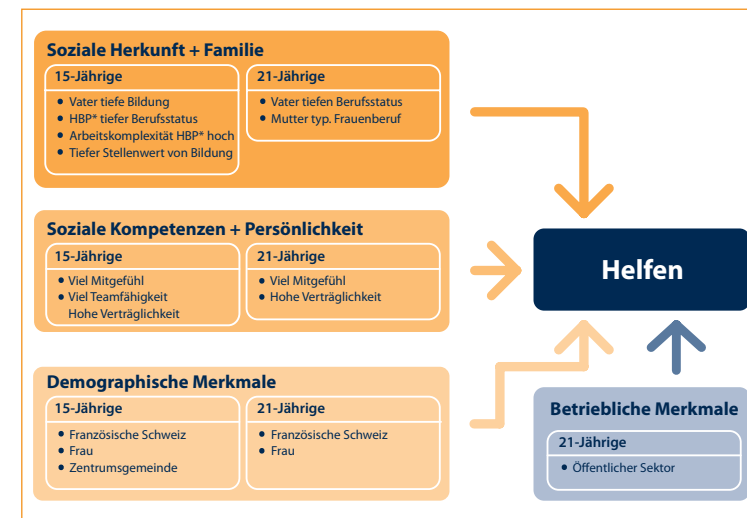 Soziale Herkunft + Familie
15-Jährige
• Vater tiefe Bildung
• HBP* tiefer Berufsstatus
• Arbeitskomplexität HBP* hoch
• Tiefer Stellenwert von Bildung
21-Jährige
• Vater tiefen Berufsstatus
• Mutter typ. Frauenberuf
Soziale Kompetenzen + Persönlichkeit
15-Jährige
• Viel Mitgefühl
• Viel Teamfähigkeit
Hohe Verträglichkeit
21-Jährige
• Viel Mitgefühl
• Hohe Verträglichkeit
Helfen
Demographische Merkmale
15-Jährige
• Französische Schweiz
• Frau
• Zentrumsgemeinde
21-Jährige
• Französische Schweiz
• Frau
Betriebliche Merkmale
21-Jährige
• Öffentlicher Sektor